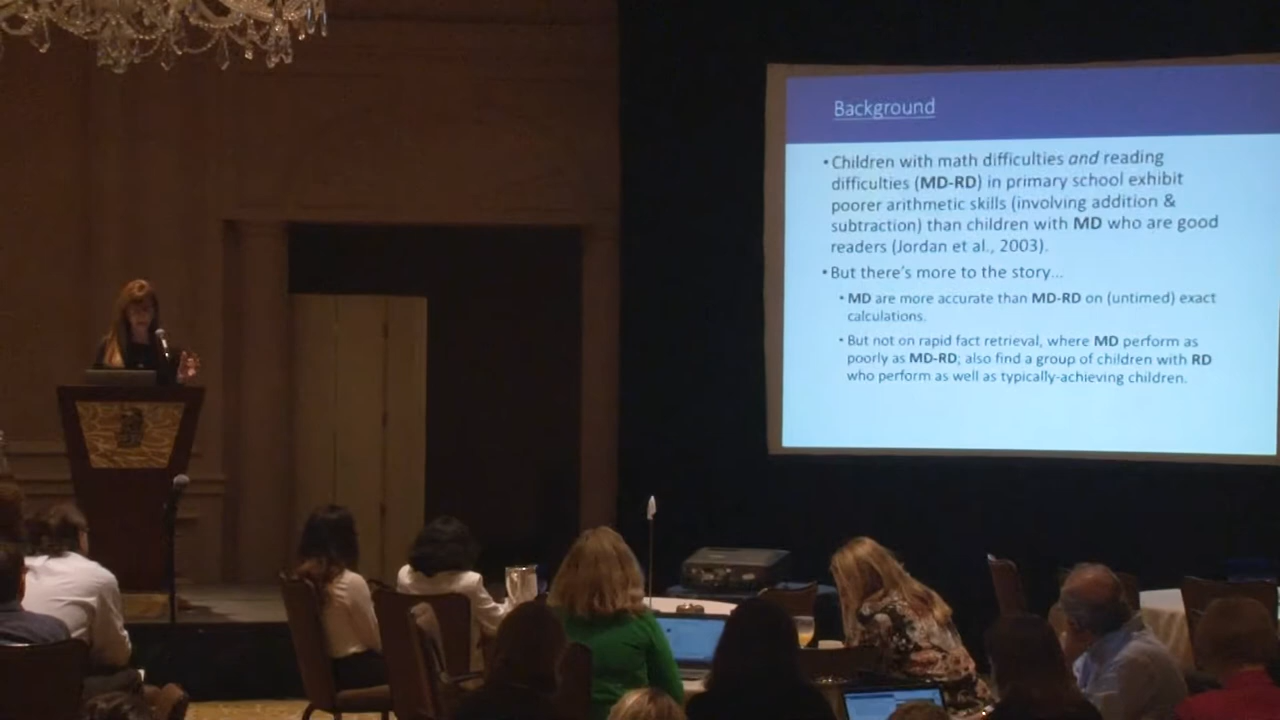 Background
•Children with math difficulties and reading
difficulties (MD-RD) in primary school exhibit
poorer arithmetic skills (involving addition &
subtraction) than children with MD who are good
readers (Jordan et al., 2003).
•But there's more to the story...
•MD are more accurate than MD-RD on (untimed) exact
calculations.
•But not on rapid fact retrieval, where MD perform as
poorly as MD-RD; also find a group of children with RD
who perform as well as typically-achieving children.